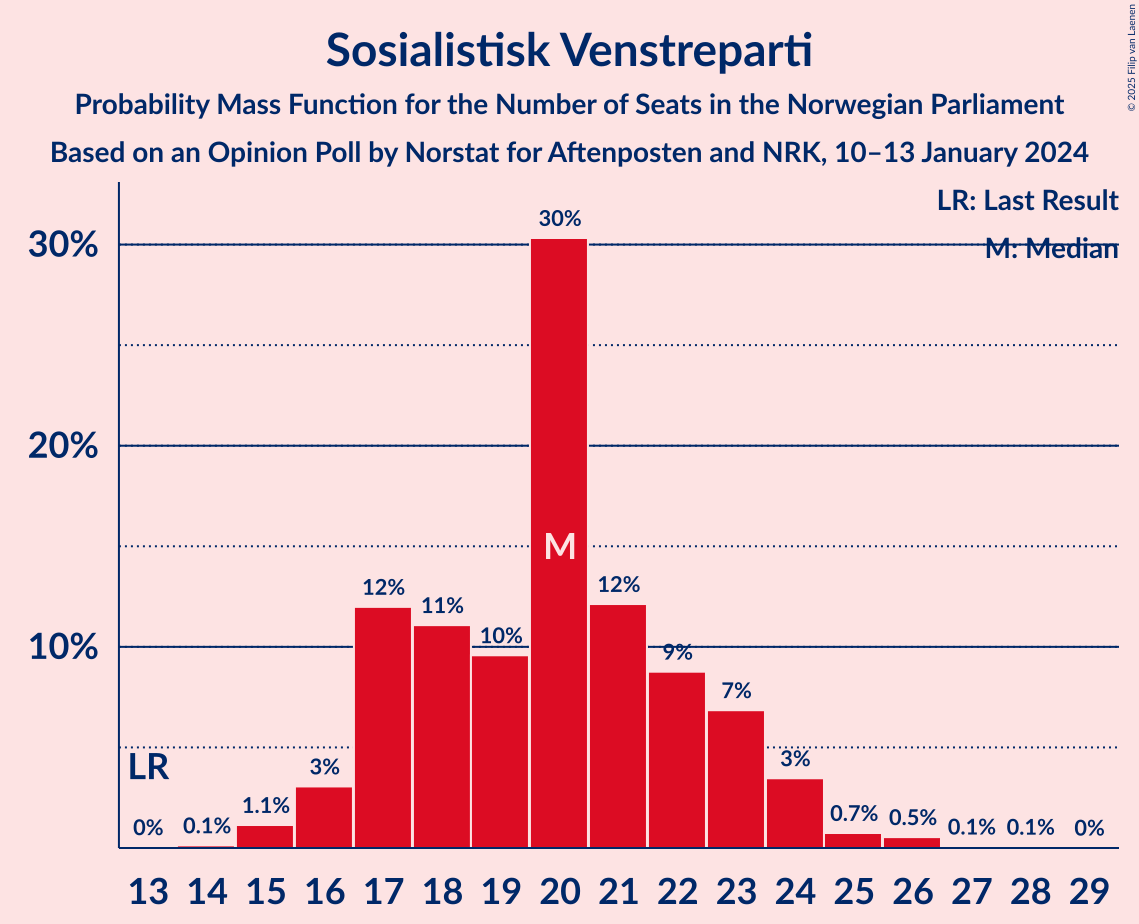 Sosialistisk Venstreparti
Probability Mass Function for the Number of Seats in the Norwegian Parliament
Based on an Opinion Poll by Norstat for Aftenposten and NRK, 10–13 January 2024
© 2025 Filip van Laenen
LR: Last Result
M: Median
30%
20%
10%
LR
M
0%
0.1%
1.1%
3%
12%
11%
10%
30%
12%
9%
7%
3%
0.7%
0.5%
0.1%
0.1%
0%
13 14 15 16 17 18 19 20 21 22 23 24 25 26 27 28 29